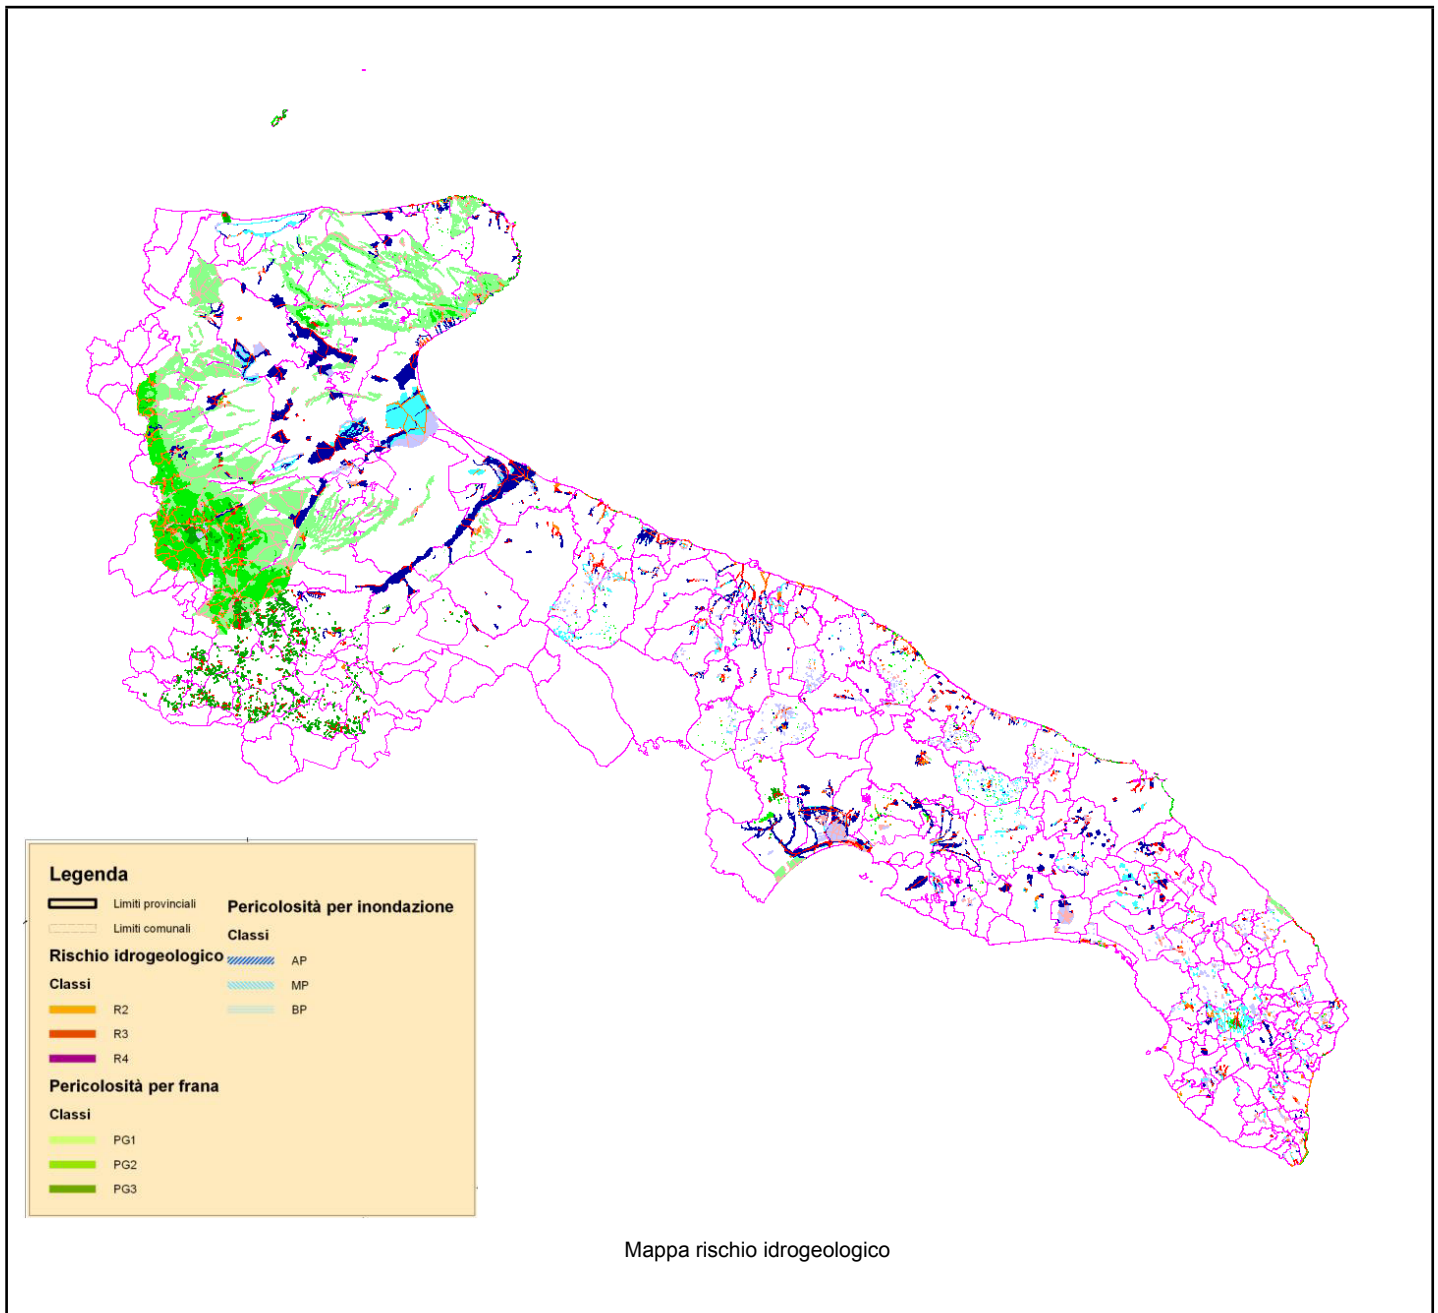 Legenda
Limiti provinciali
Limiti comunali
Rischio idrogeologico
Classi
R2
R3
R4
Pericolosità per frana
Classi
PG1
PG2
PG3
Pericolosità per inondazione
Classi
AP
MP
BP
Mappa rischio idrogeologico